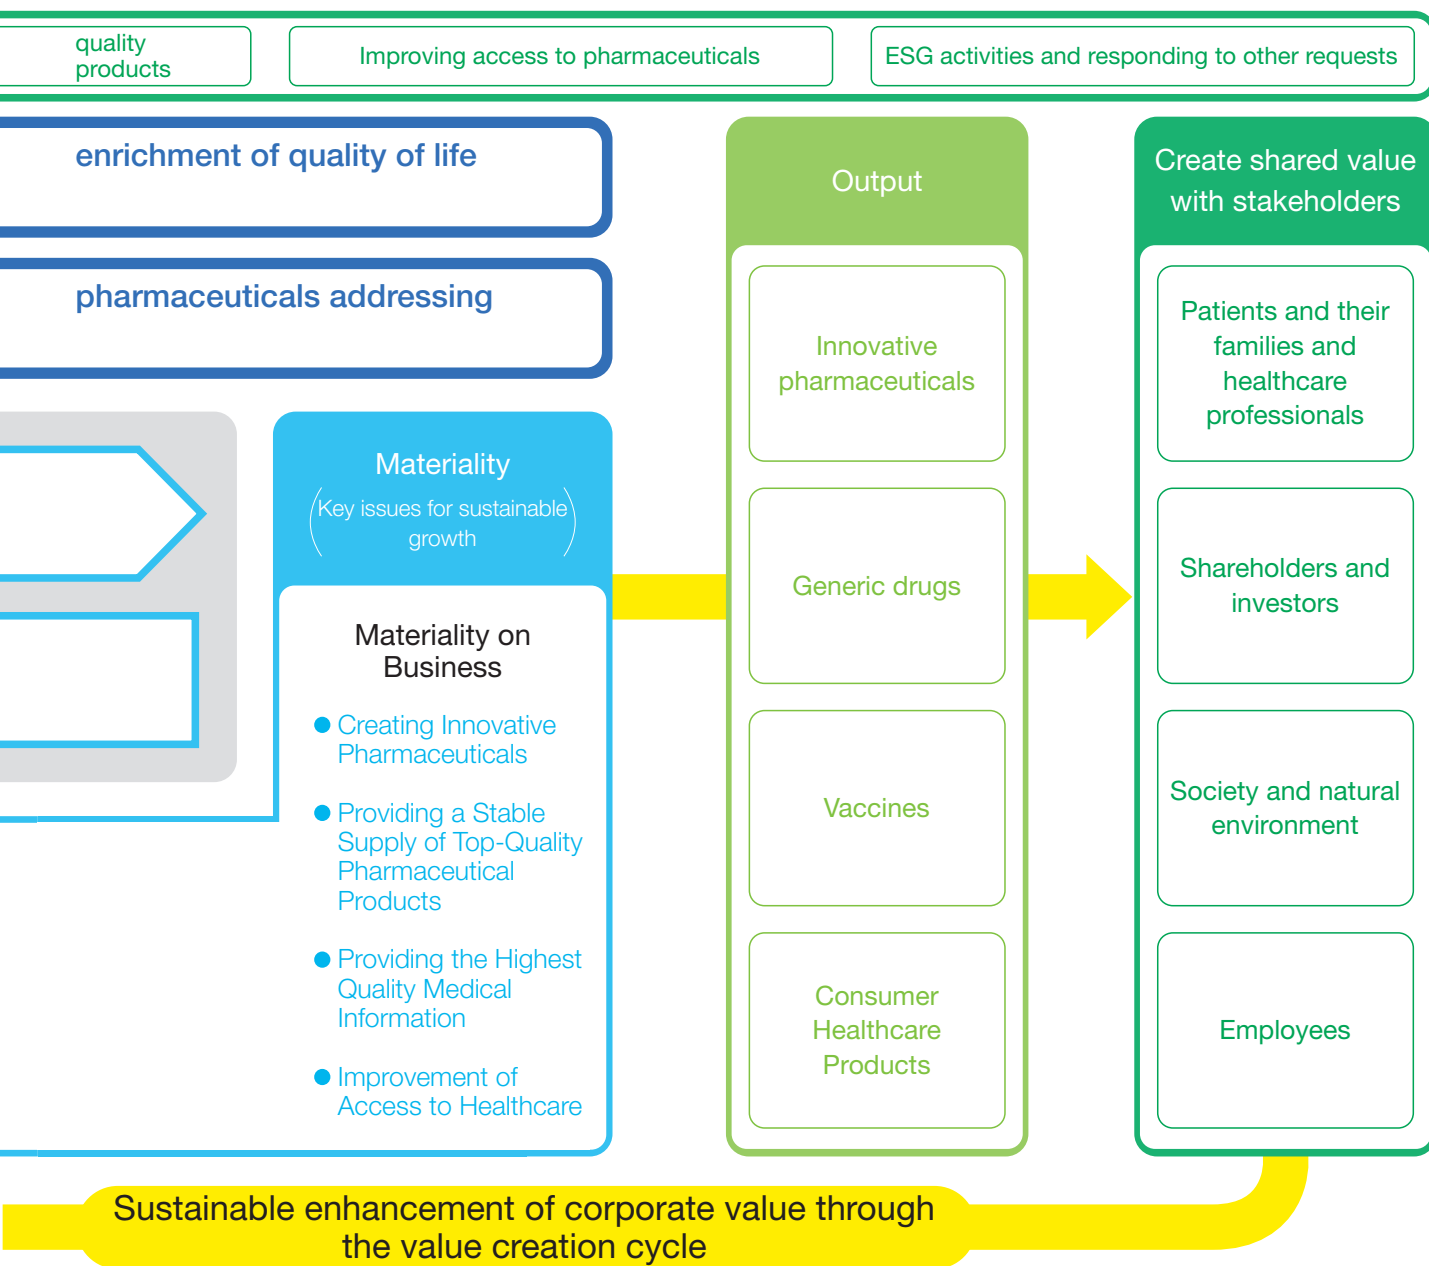 quality
products
Improving access to pharmaceuticals
ESG activities and responding to other requests
enrichment of quality of life
pharmaceuticals addressing
Materiality
(Key issues for sustainable
growth)
Materiality on
Business
● Creating Innovative
Pharmaceuticals
● Providing a Stable
Supply of Top-Quality
Pharmaceutical
Products
● Providing the Highest
Quality Medical
Information
● Improvement of
Access to Healthcare
Output
Innovative
pharmaceuticals
Generic drugs
Vaccines
Consumer
Healthcare
Products
Create shared value
with stakeholders
Patients and their
families and
healthcare
professionals
Shareholders and
investors
Society and natural
environment
Employees
Sustainable enhancement of corporate value through
the value creation cycle